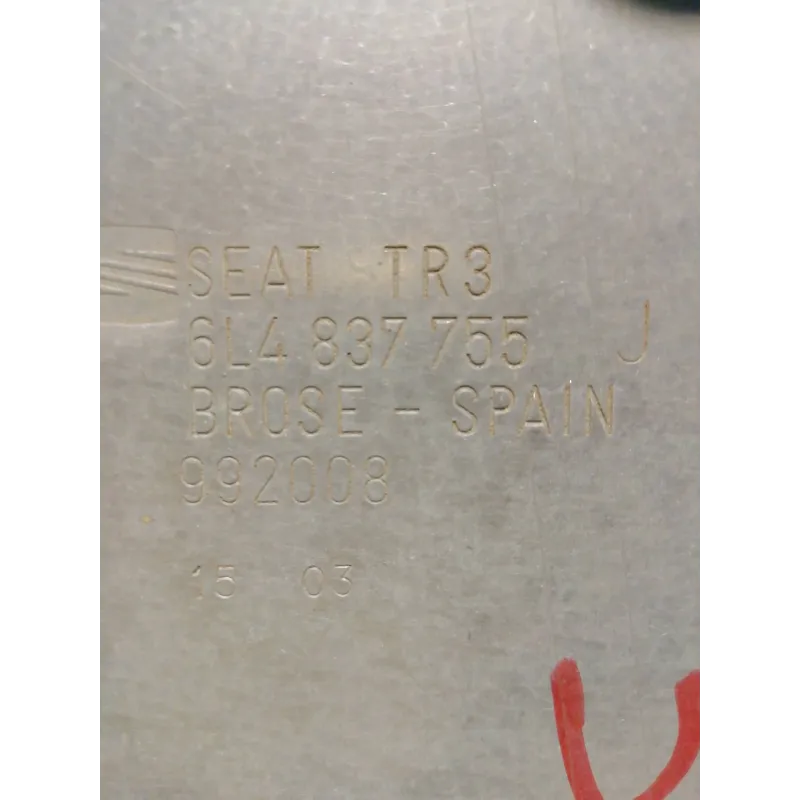 SEAT TR3
6L4 837 755 J
BROSE - SPAIN
992008
15 03